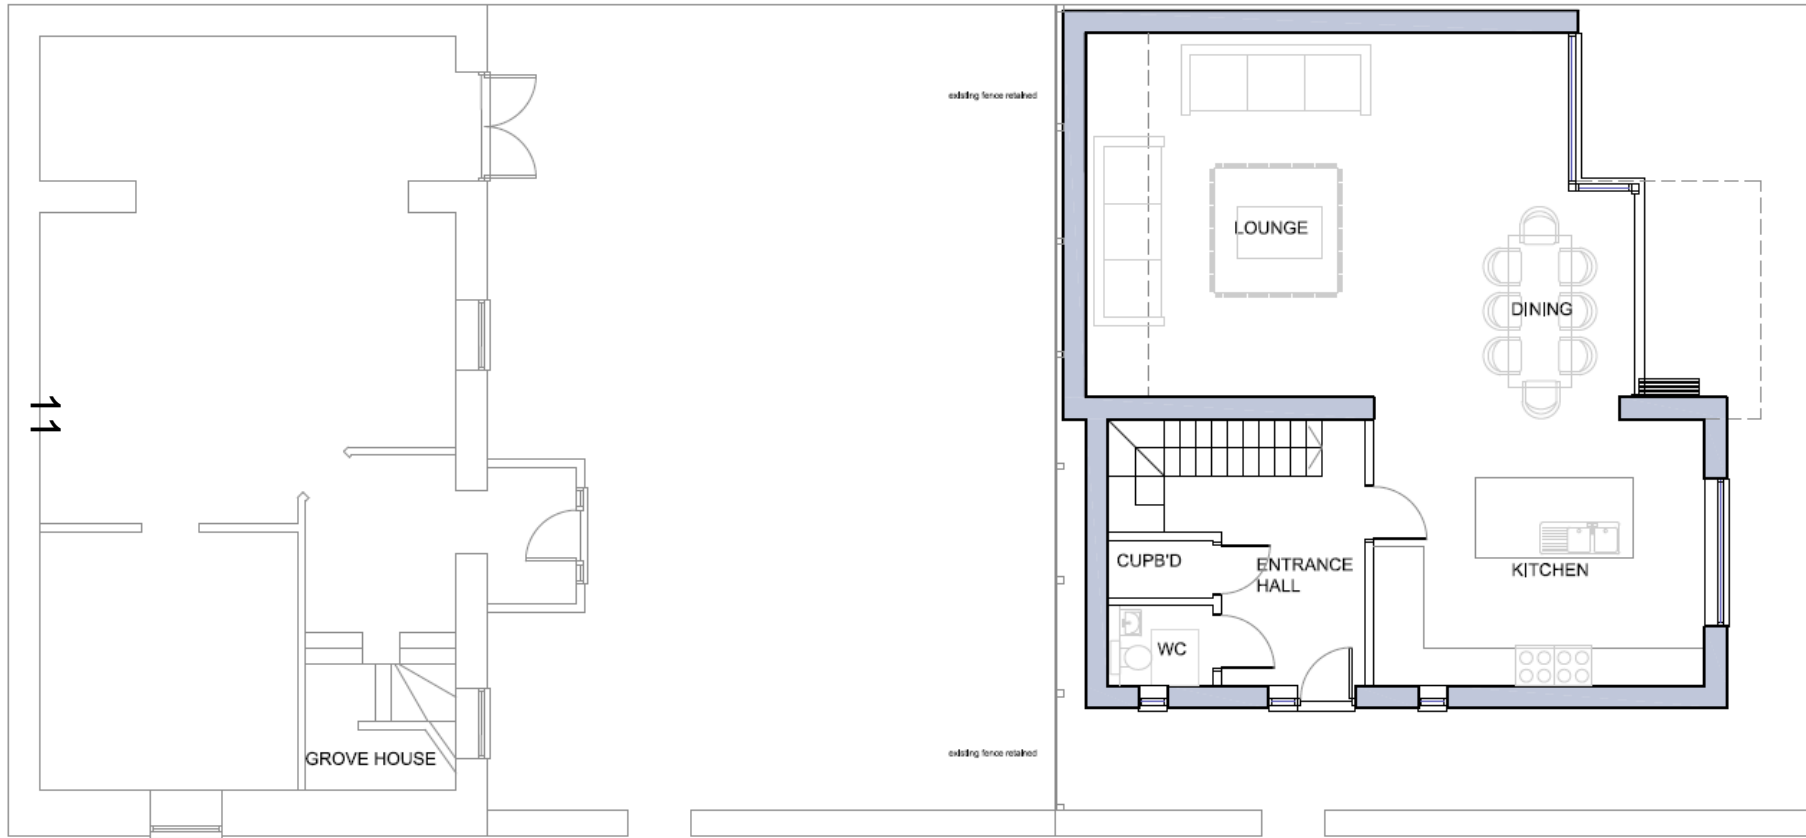 existing fence retained
LOUNGE
DINING
11
CUPB'D
ENTRANCE
HALL
KITCHEN
WC
GROVE HOUSE
existing fence retained